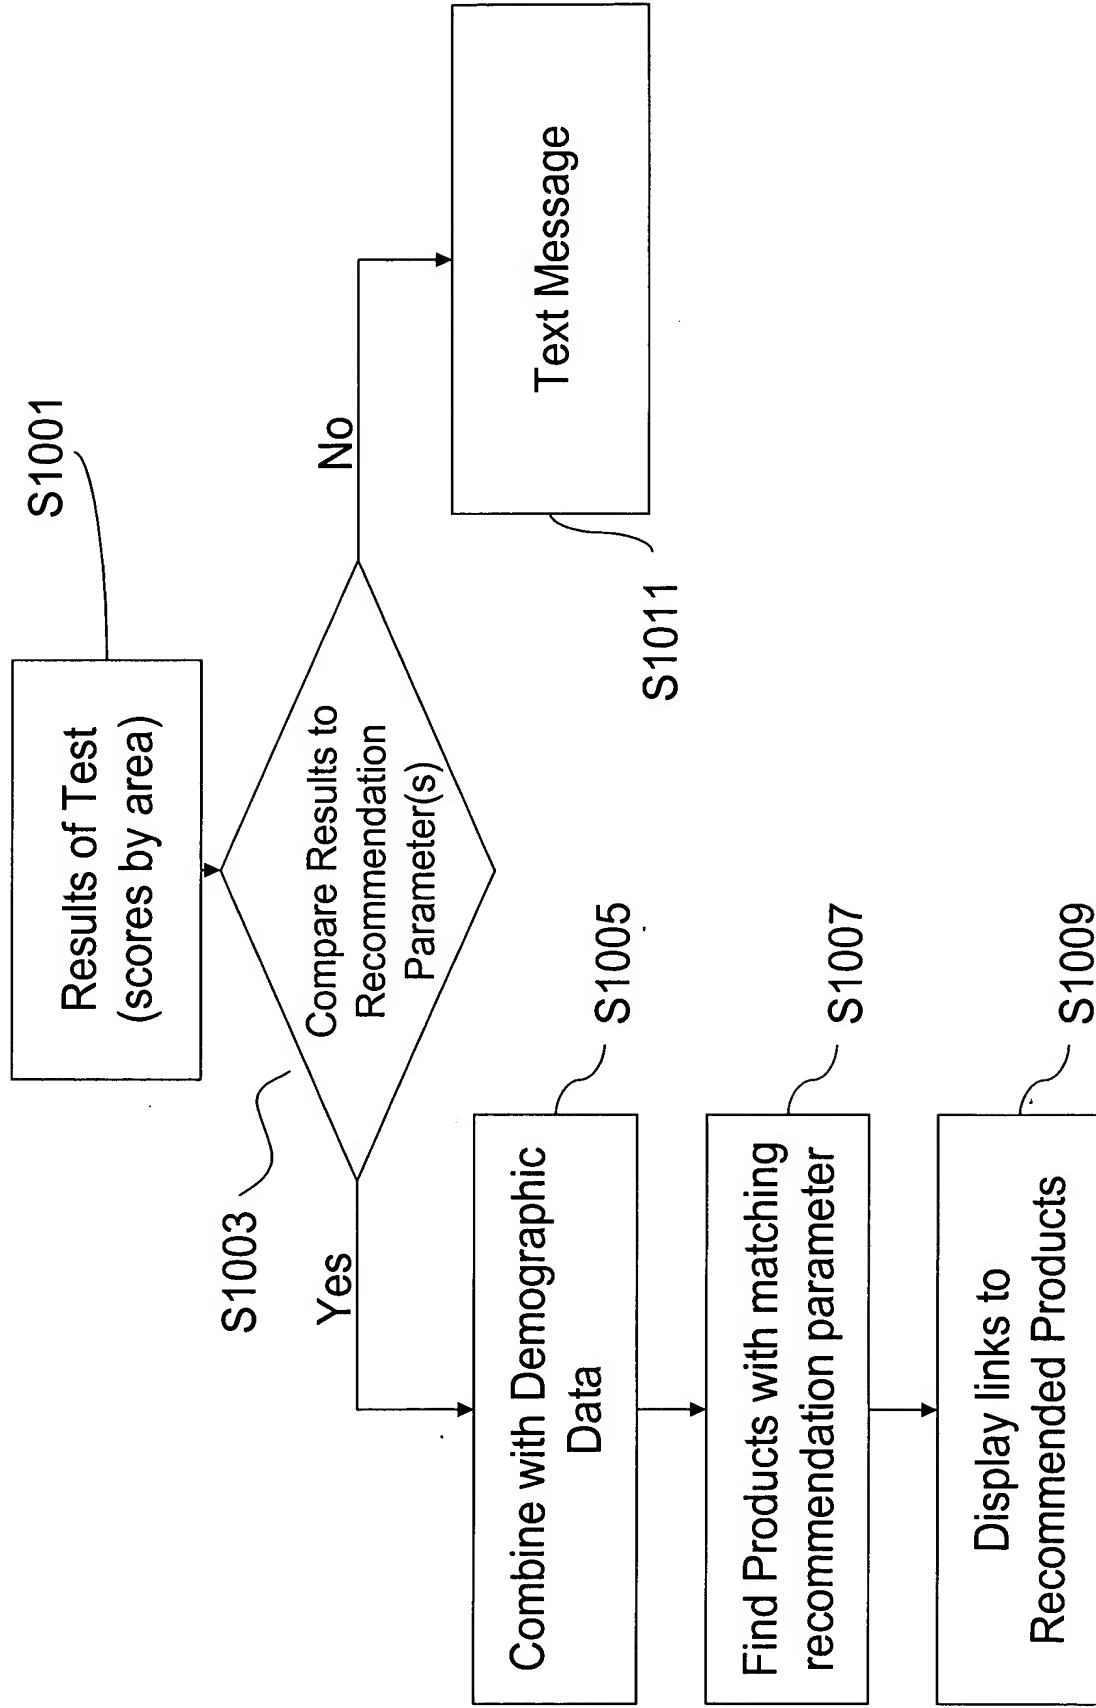 S1001
Results of Test
(scores by area)
S1003
Compare Results to
Recommendation
Parameter(s)
Yes
No
Combine with Demographic
Data
S1005
Find Products with matching
recommendation parameter
S1007
Display links to
Recommended Products
S1009
Text Message
S1011